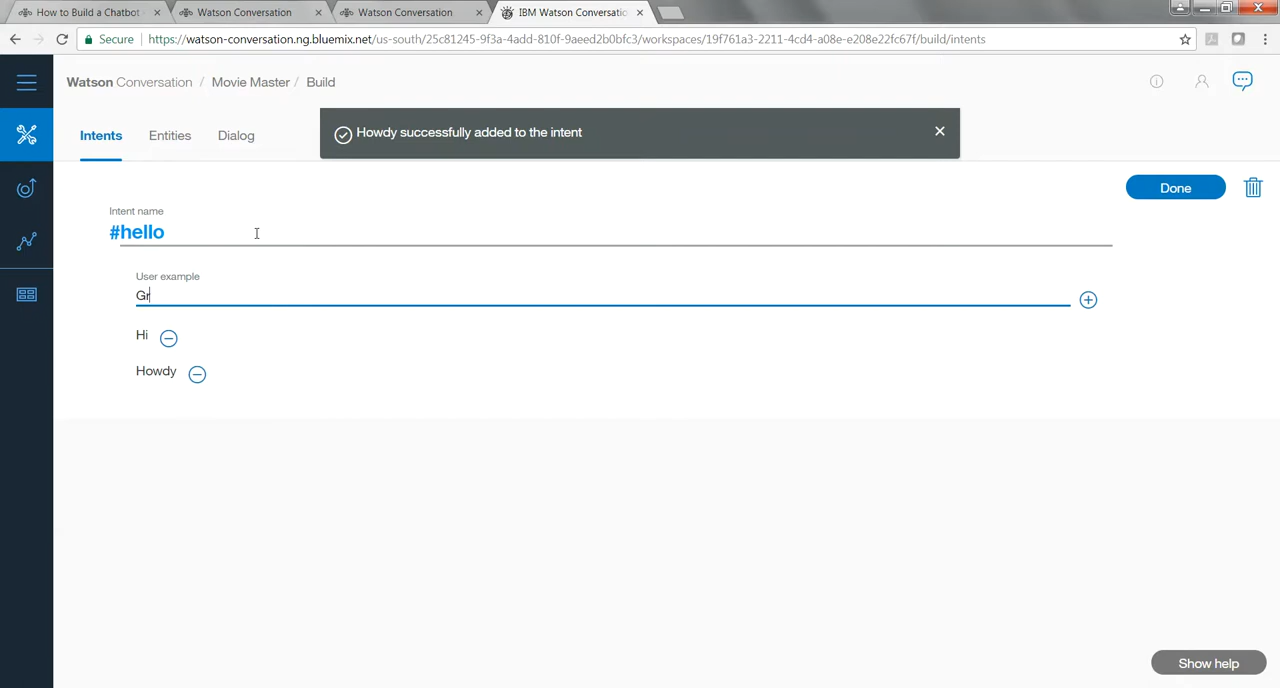 How to Build a Chatbot
Watson Conversation
Watson Conversation
IBM Watson Conversatio
Secure
https://watson-conversation.ng.bluemix.net/us-south/25c81245-9f3a-4add-810f-9aeed2b0bfc3/workspaces/19f761a3-2211-4cd4-a08e-e208e22fc67f/build/intents
Watson Conversation / Movie Master / Build
Intents Entities Dialog
Howdy successfully added to the intent
Done
Intent name
#hello
User example
Gr
Hi
Howdy
Show help